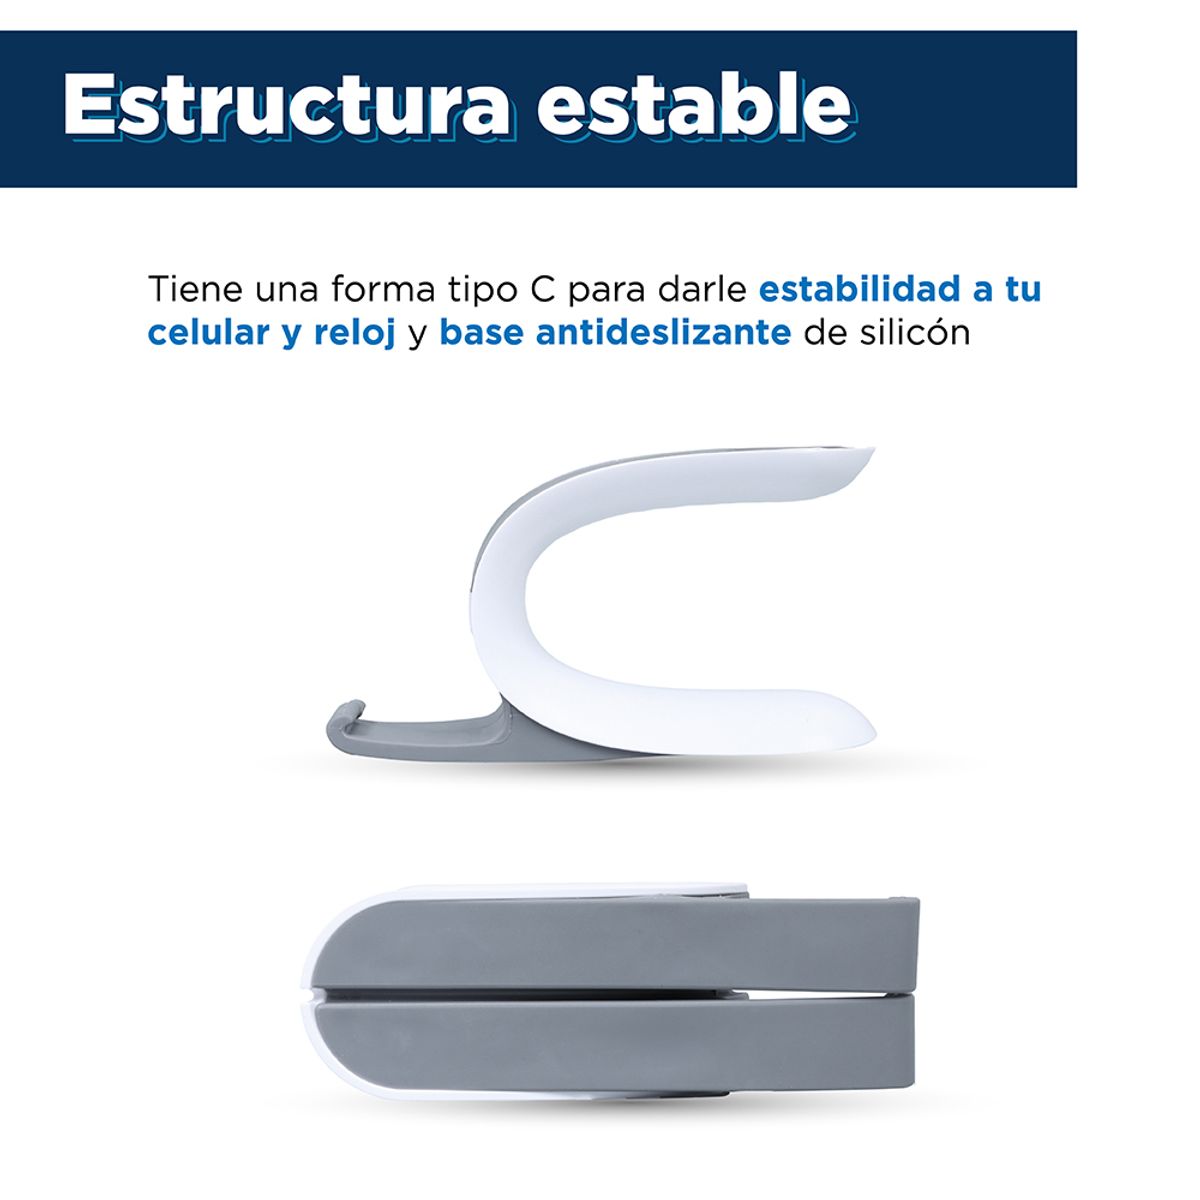 Estructura estable
Tiene una forma tipo C para darle estabilidad a tu
celular y reloj y base antideslizante de silicón